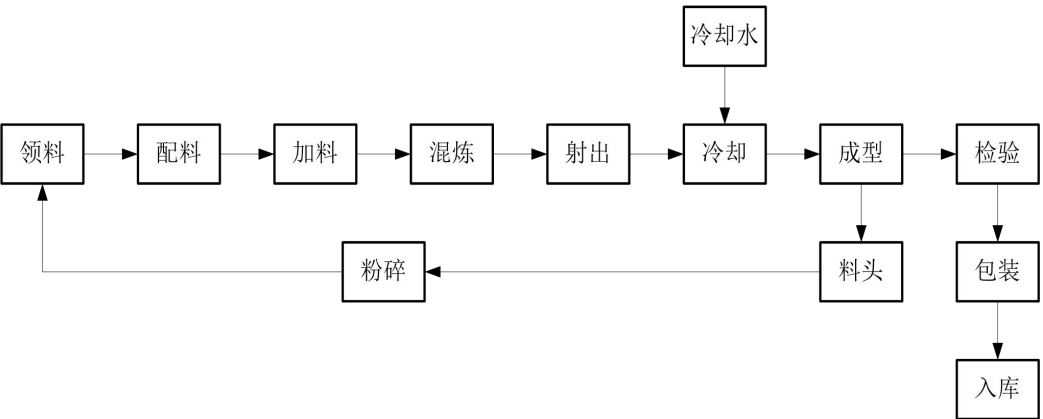 冷却水
领料
配料
加料
混炼
射出
冷却
成型
检验
粉碎
料头
包装
入库